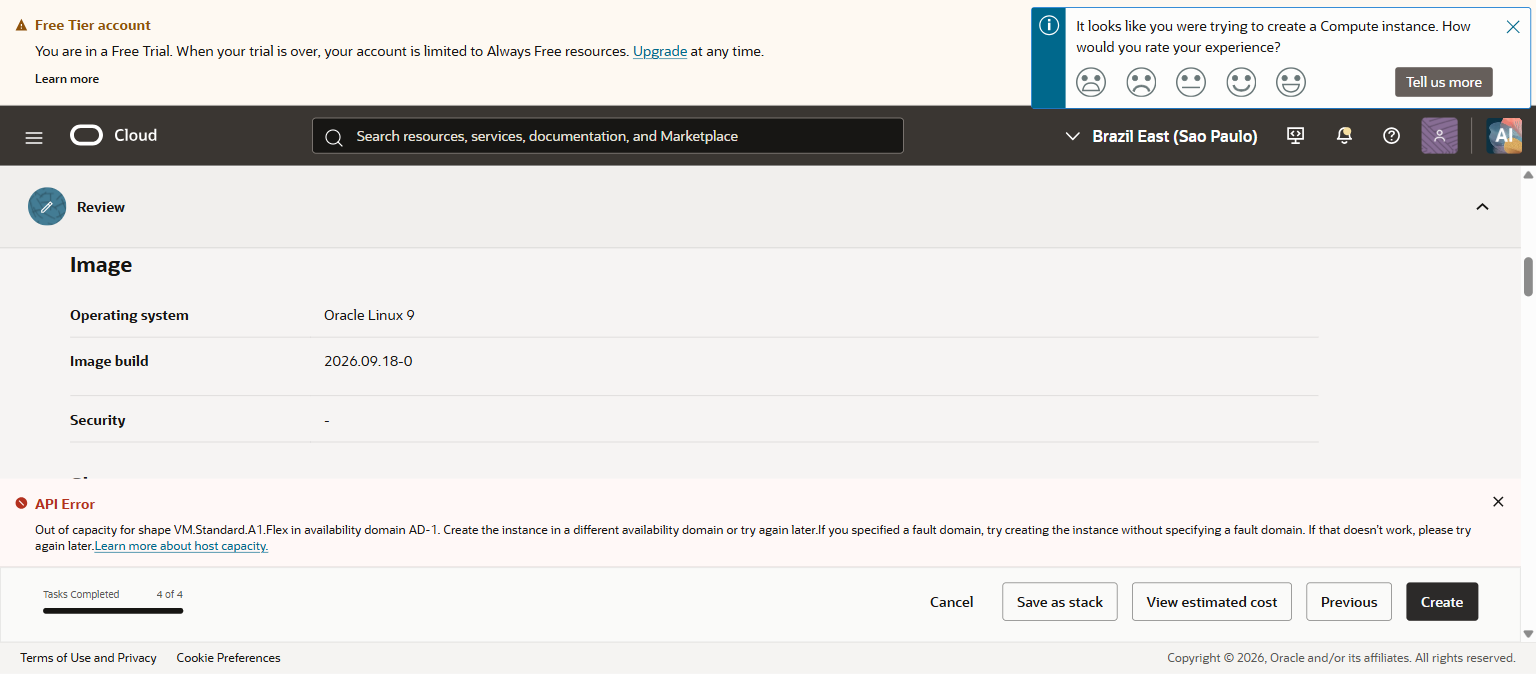 Free Tier account
You are in a Free Trial. When your trial is over, your account is limited to Always Free resources. Upgrade at any time.
Learn more
It looks like you were trying to create a Compute instance. How
would you rate your experience?
Tell us more
Cloud
Search resources, services, documentation, and Marketplace
Brazil East (Sao Paulo)
AI
Review
Image
Operating system Oracle Linux 9
Image build 2026.09.18-0
Security -
API Error
Out of capacity for shape VM.Standard.A1.Flex in availability domain AD-1. Create the instance in a different availability domain or try again later.If you specified a fault domain, try creating the instance without specifying a fault domain. If that doesn't work, please try
again later.Learn more about host capacity.
Tasks Completed 4 of 4
Cancel
Save as stack
View estimated cost
Previous
Create
Terms of Use and Privacy
Cookie Preferences
Copyright © 2026, Oracle and/or its affiliates. All rights reserved.